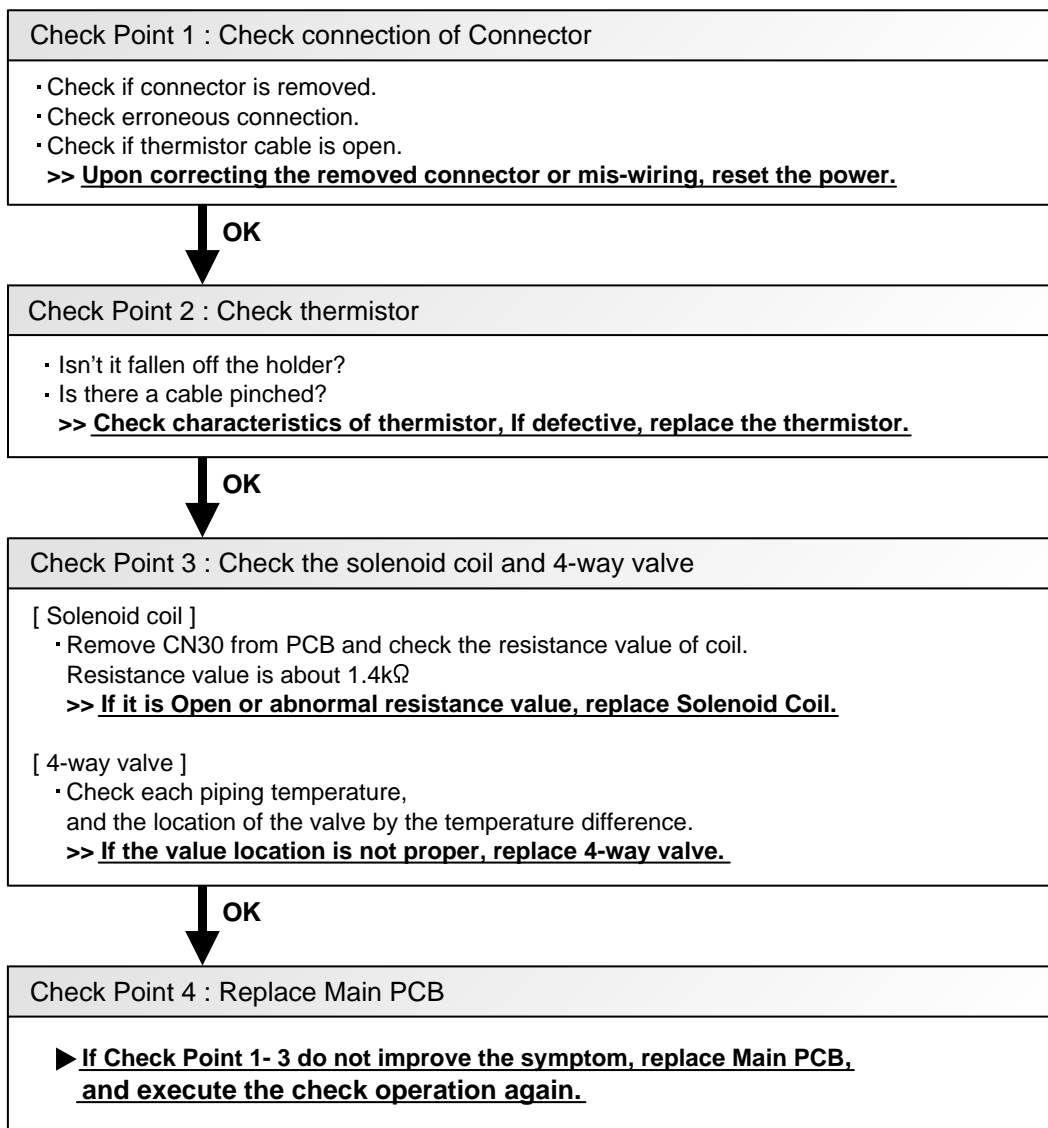 Check Point 1 : Check connection of Connector
· Check if connector is removed.
· Check erroneous connection.
· Check if thermistor cable is open.
>> Upon correcting the removed connector or mis-wiring, reset the power.
OK
Check Point 2 : Check thermistor
· Isn't it fallen off the holder?
· Is there a cable pinched?
>> Check characteristics of thermistor, If defective, replace the thermistor.
OK
Check Point 3 : Check the solenoid coil and 4-way valve
[ Solenoid coil ]
· Remove CN30 from PCB and check the resistance value of coil.
Resistance value is about 1.4kΩ
>> If it is Open or abnormal resistance value, replace Solenoid Coil.
[ 4-way valve ]
· Check each piping temperature,
and the location of the valve by the temperature difference.
>> If the value location is not proper, replace 4-way valve.
OK
Check Point 4 : Replace Main PCB
▶ If Check Point 1- 3 do not improve the symptom, replace Main PCB,
and execute the check operation again.